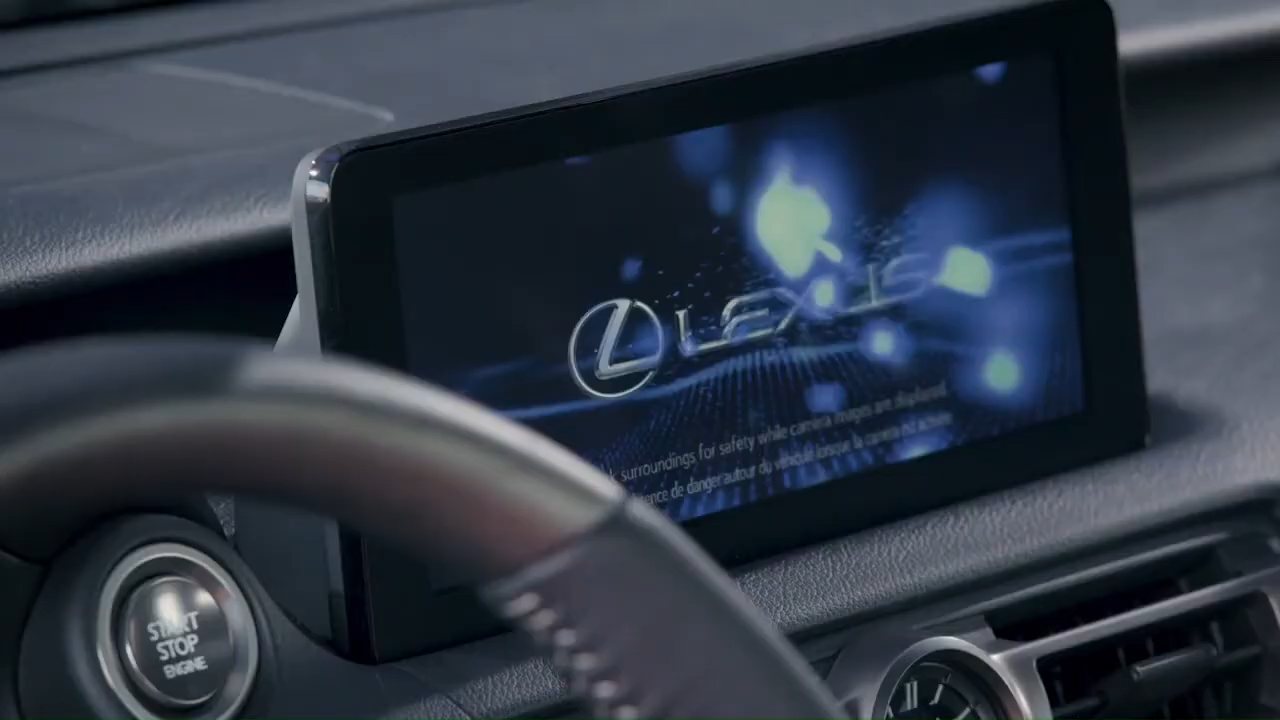 LEXUS
surroundings for safety while camera images are displayed.
de danger autour du véhicule lorsque la caméra est activée
START
STOP
ENGINE